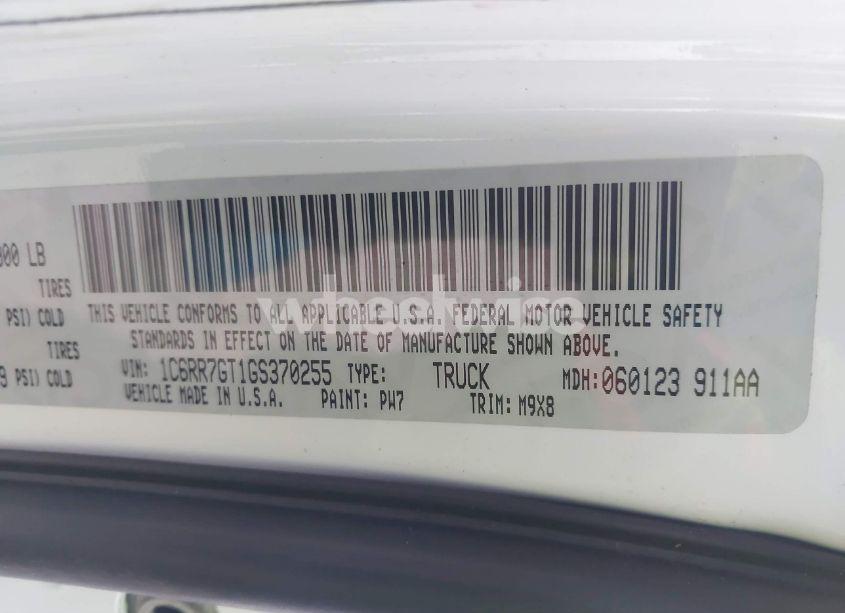 000 LB
TIRES
PSI) COLD
TIRES
9 PSI) COLD
THIS VEHICLE CONFORMS TO ALL APPLICABLE U.S.A. FEDERAL MOTOR VEHICLE SAFETY
STANDARDS IN EFFECT ON THE DATE OF MANUFACTURE SHOWN ABOVE.
VIN: 1C6RR7GT1GS370255 TYPE: TRUCK MDH:060123 911AA
VEHICLE MADE IN U.S.A. PAINT: PW7 TRIM: M9X8
wheelwise